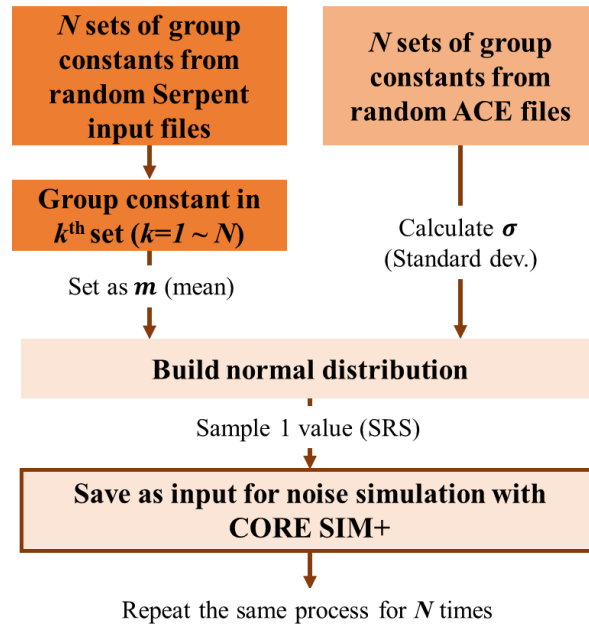 N sets of group
constants from
random Serpent
input files
N sets of group
constants from
random ACE files
Group constant in
kth set (k=1 ~ N)
Calculate σ
(Standard dev.)
Set as m (mean)
Build normal distribution
Sample 1 value (SRS)
Save as input for noise simulation with
CORE SIM+
Repeat the same process for N times